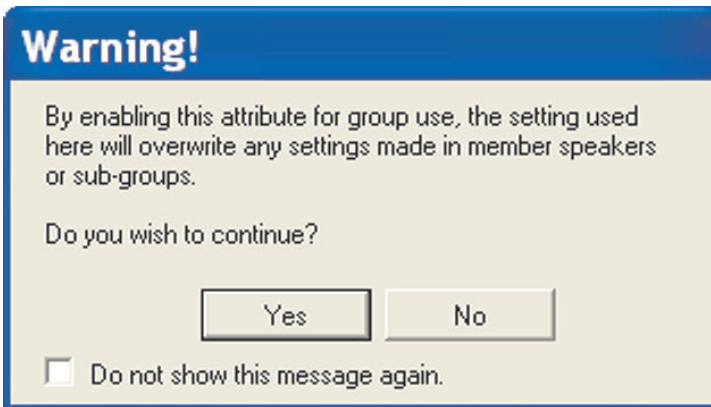 Warning!
By enabling this attribute for group use, the setting used
here will overwrite any settings made in member speakers
or sub-groups.
Do you wish to continue?
Yes No
Do not show this message again.